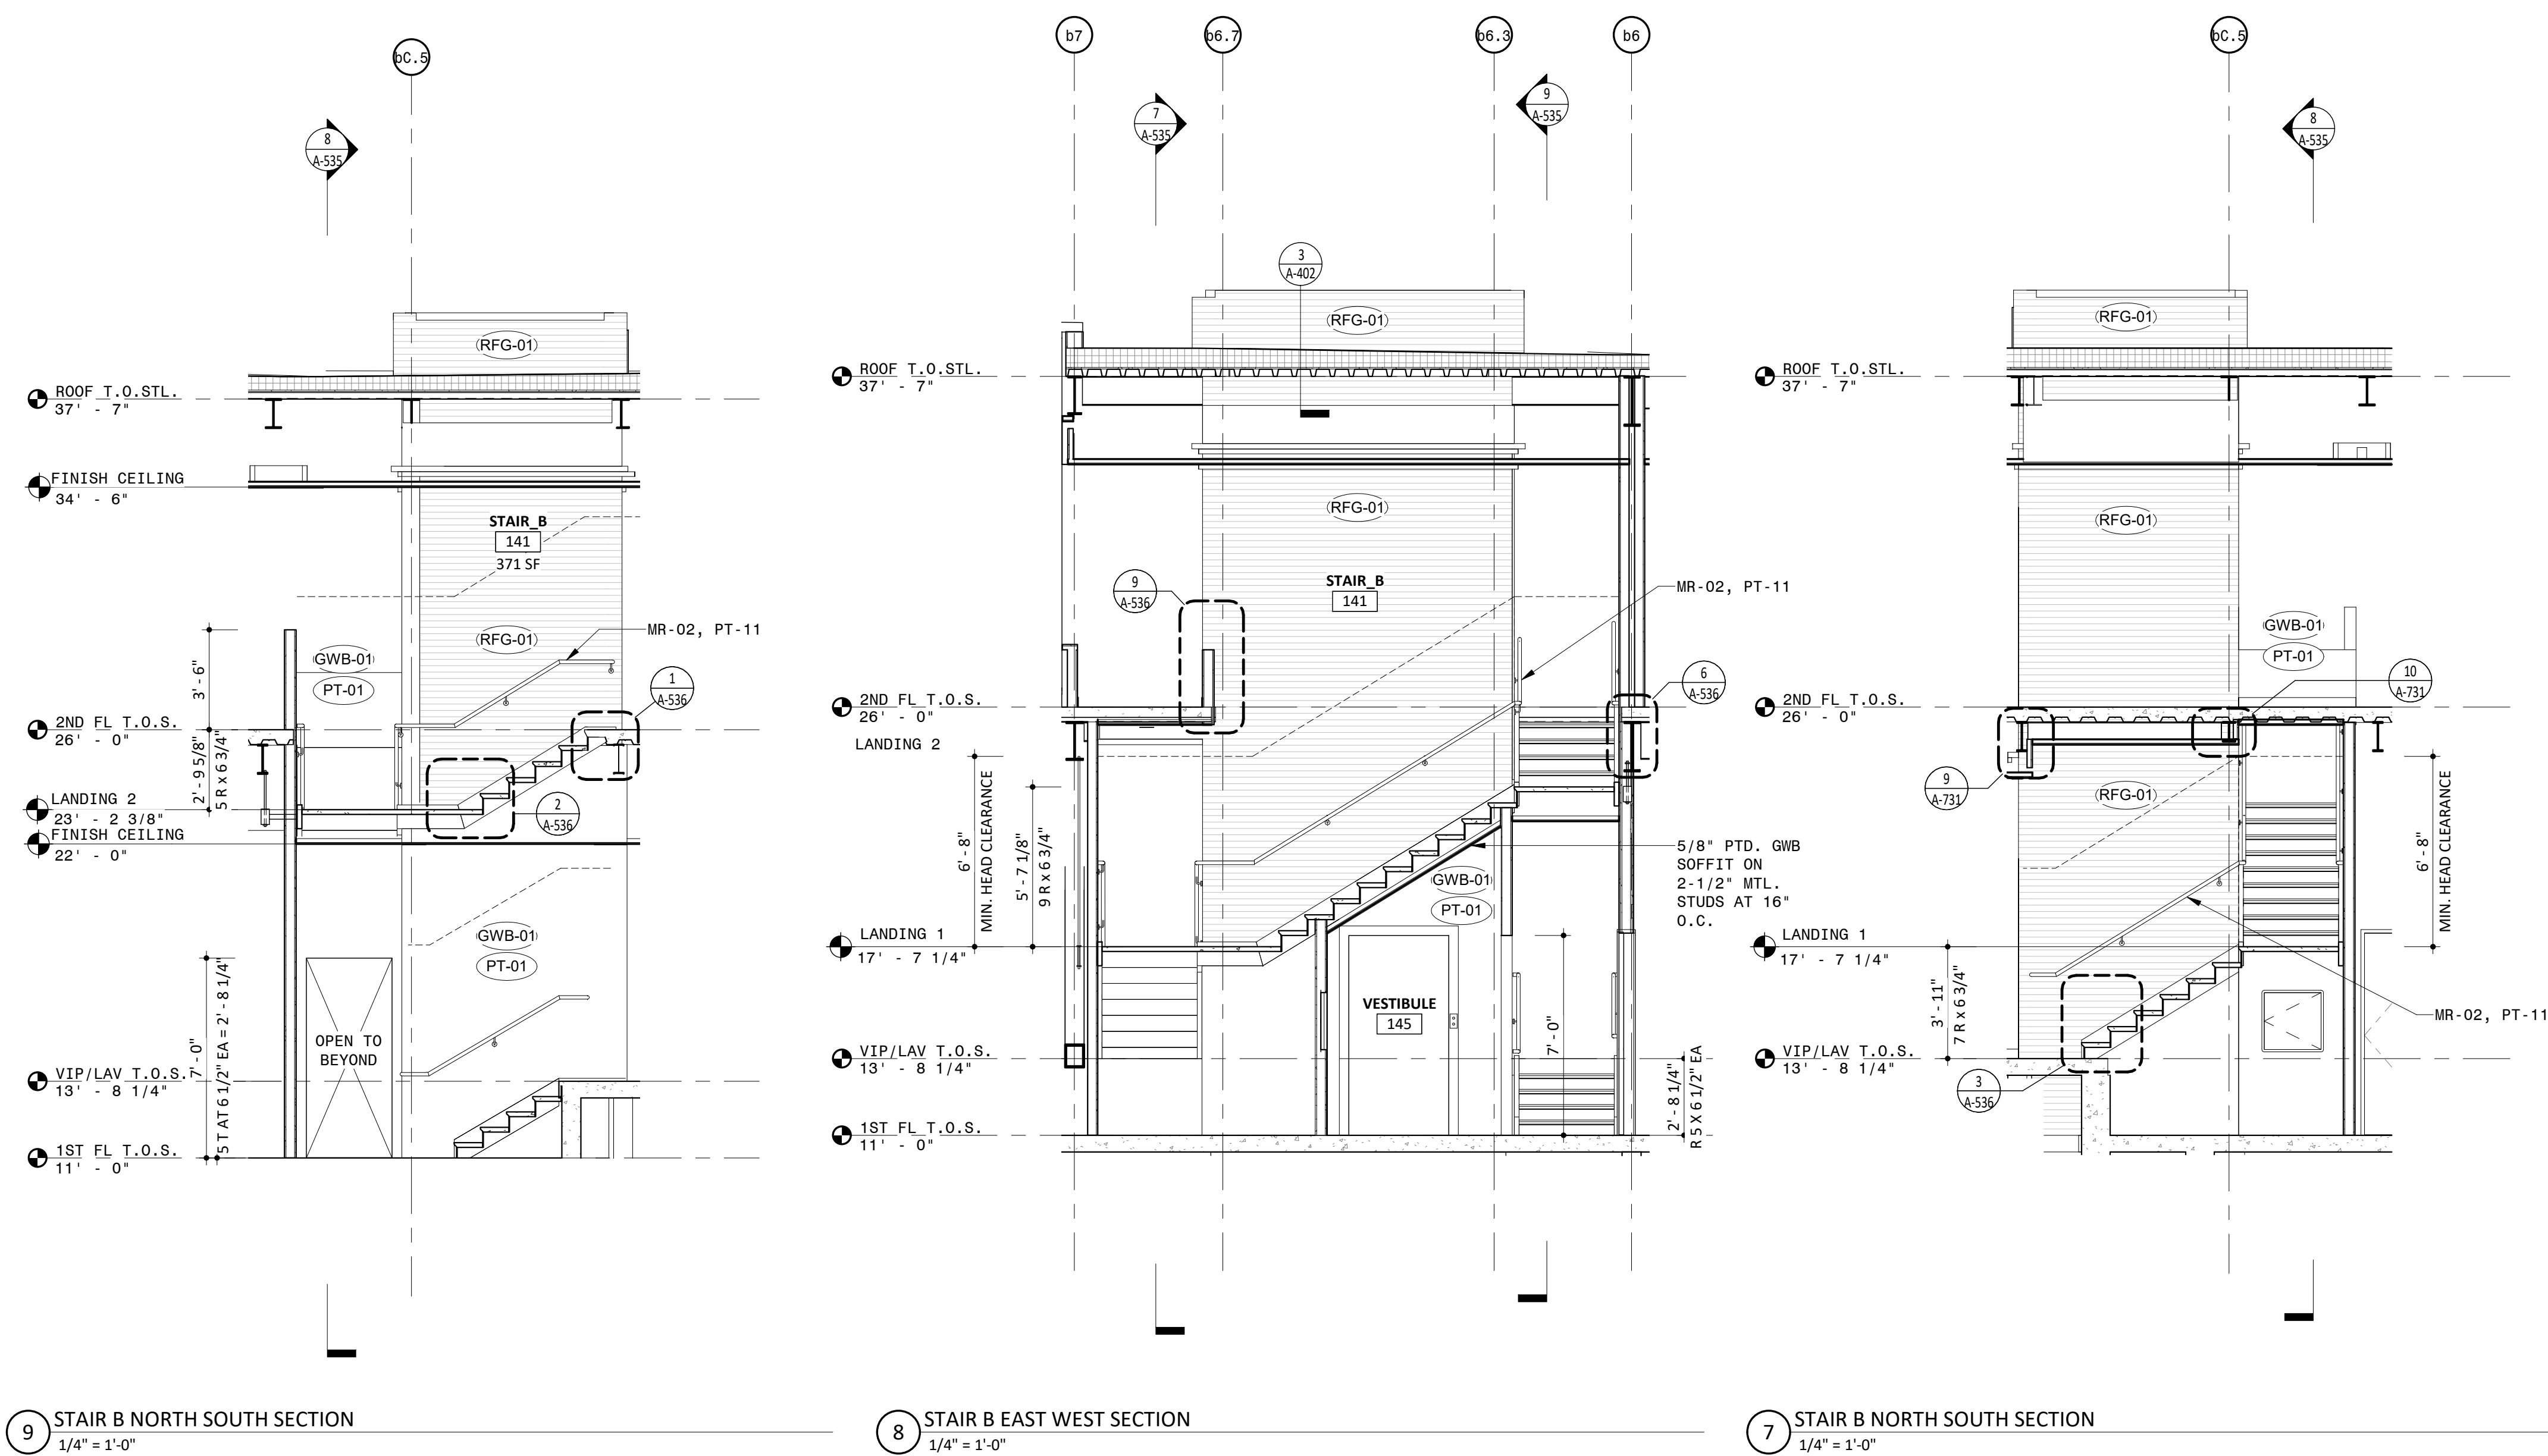 bC.5
8
A-535
(RFG-01)
ROOF T.O.STL.
37' - 7"
FINISH CEILING
34' - 6"
STAIR_B
141
371 SF
(RFG-01)
MR-02, PT-11
3' - 6"
GWB-01
PT-01
1
A-536
2ND FL T.O.S.
26' - 0"
2' - 9 5/8"
5 R x 6 3/4"
LANDING 2
23' - 2 3/8"
2
A-536
FINISH CEILING
22' - 0"
GWB-01
PT-01
7' - 0"
5 T AT 6 1/2" EA = 2' - 8 1/4"
OPEN TO
BEYOND
VIP/LAV T.O.S.
13' - 8 1/4"
1ST FL T.O.S.
11' - 0"
9
STAIR B NORTH SOUTH SECTION
1/4" = 1'-0"
b7
b6.7
b6.3
b6
7
A-535
9
A-535
3
A-402
(RFG-01)
ROOF T.O.STL.
37' - 7"
(RFG-01)
9
A-536
STAIR_B
141
MR-02, PT-11
6
A-536
2ND FL T.O.S.
26' - 0"
LANDING 2
6' - 8"
MIN. HEAD CLEARANCE
5' - 7 1/8"
9 R x 6 3/4"
5/8" PTD. GWB
SOFFIT ON
2-1/2" MTL.
STUDS AT 16"
O.C.
GWB-01
PT-01
LANDING 1
17' - 7 1/4"
VESTIBULE
145
7' - 0"
VIP/LAV T.O.S.
13' - 8 1/4"
2' - 8 1/4"
R 5 X 6 1/2" EA
1ST FL T.O.S.
11' - 0"
8
STAIR B EAST WEST SECTION
1/4" = 1'-0"
bC.5
8
A-535
(RFG-01)
ROOF T.O.STL.
37' - 7"
(RFG-01)
GWB-01
PT-01
10
A-731
2ND FL T.O.S.
26' - 0"
9
A-731
(RFG-01)
6' - 8"
MIN. HEAD CLEARANCE
LANDING 1
17' - 7 1/4"
3' - 11"
7 R x 6 3/4"
MR-02, PT-11
VIP/LAV T.O.S.
13' - 8 1/4"
3
A-536
1ST FL T.O.S.
11' - 0"
7
STAIR B NORTH SOUTH SECTION
1/4" = 1'-0"